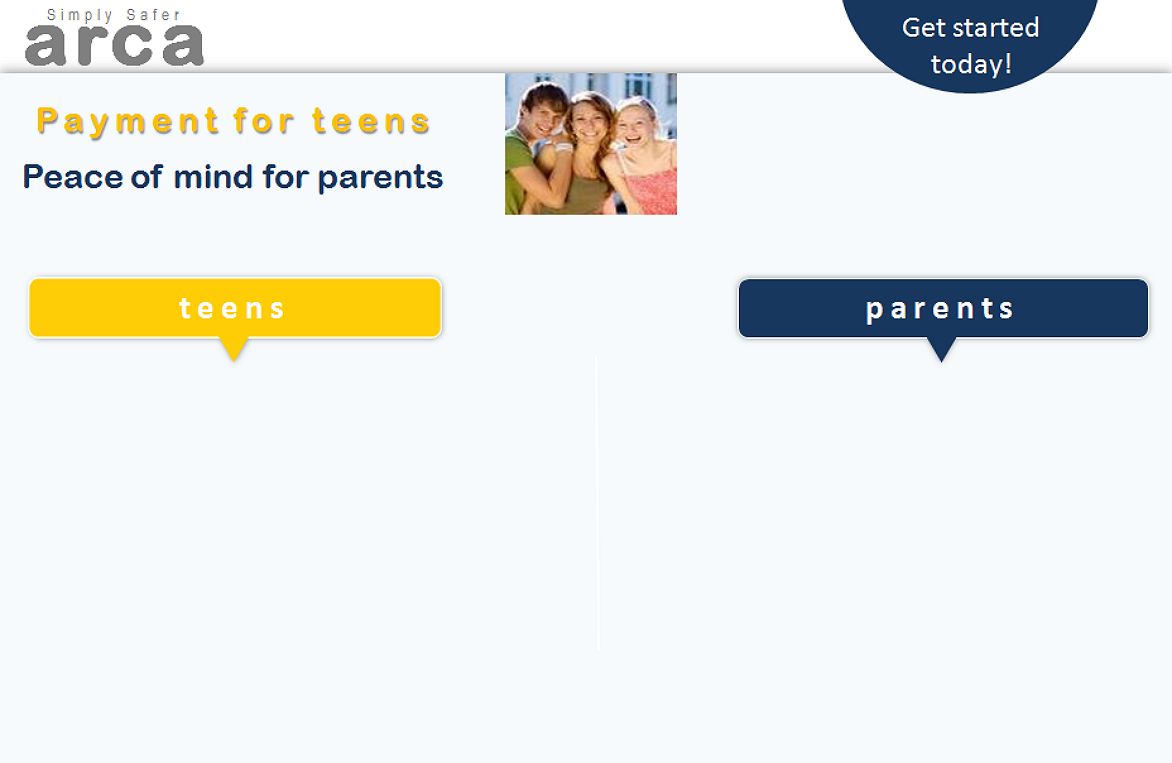 Simply Safer
arca
Get started
today!
Payment for teens
Peace of mind for parents
teens
parents